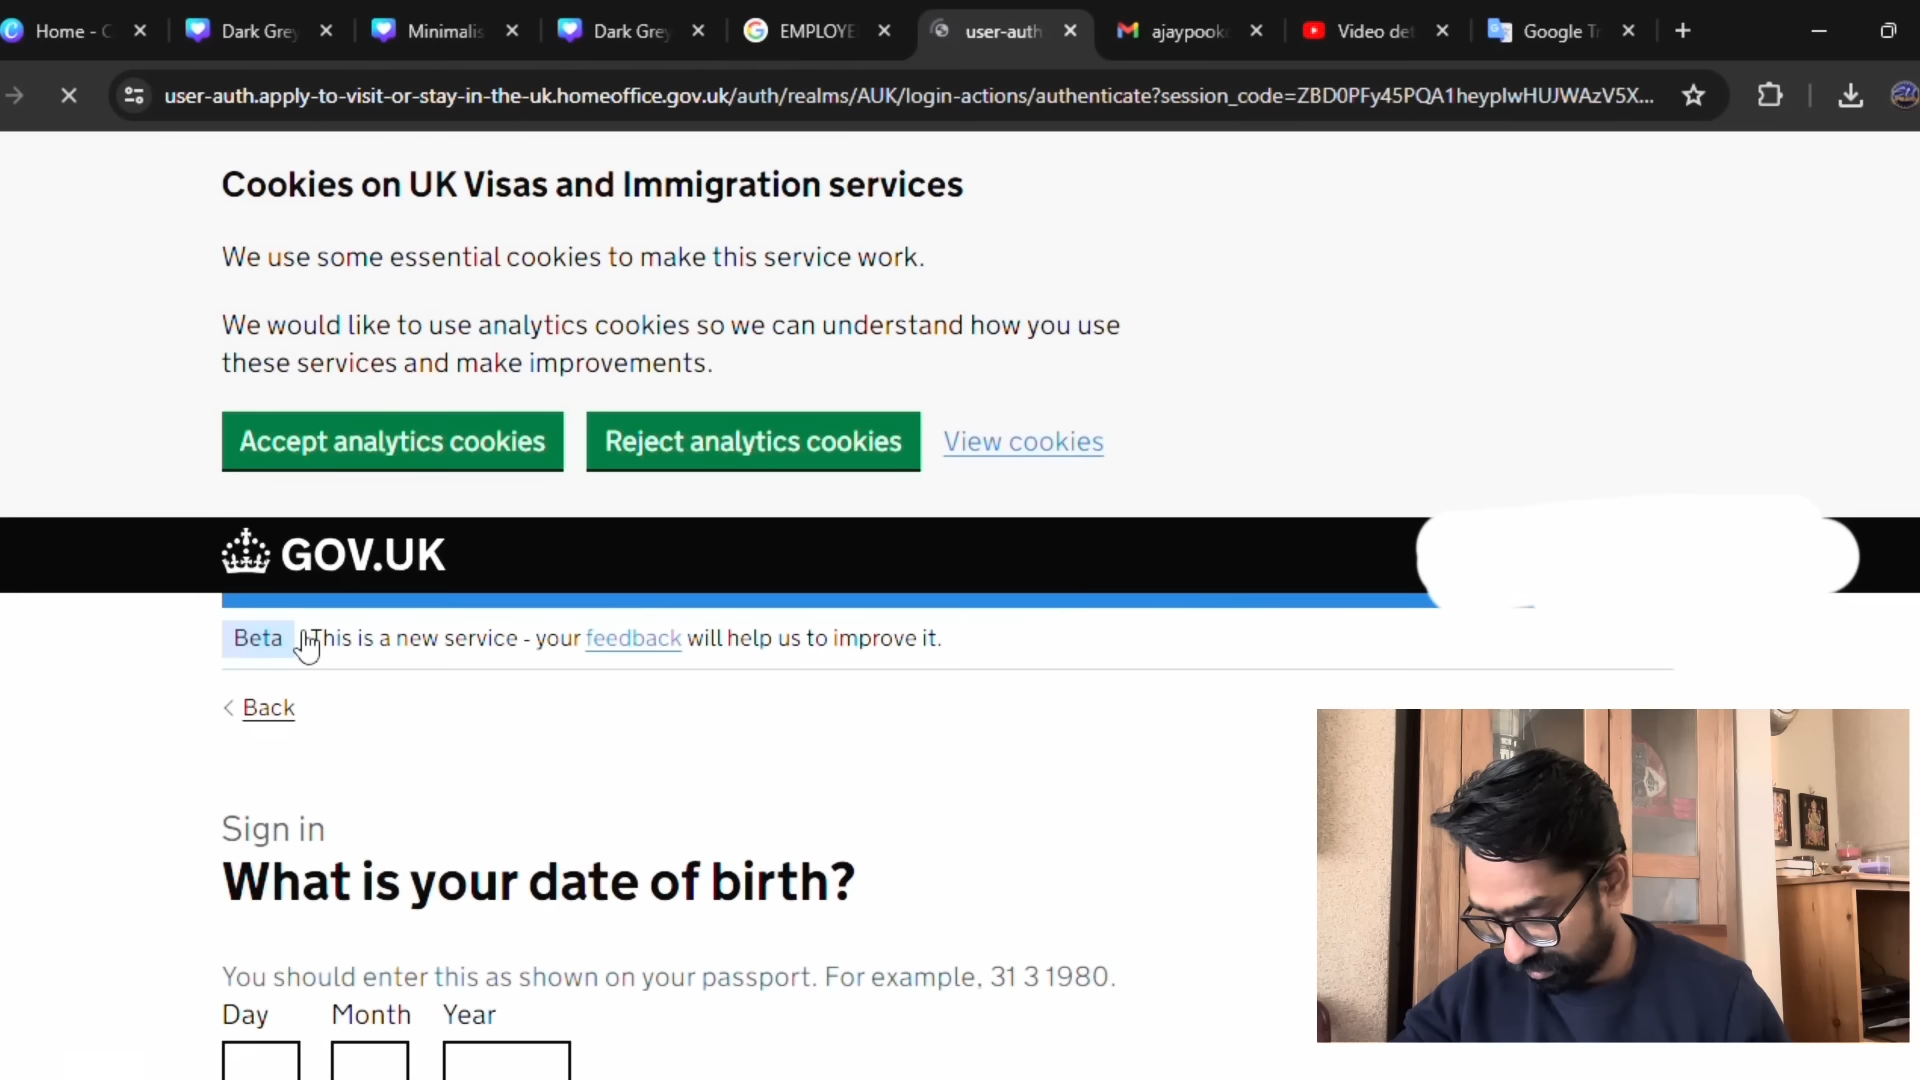 Home - C
Dark Grey
Minimalis
Dark Grey
EMPLOYE
user-auth
ajaypook
Video det
Google Tr
user-auth.apply-to-visit-or-stay-in-the-uk.homeoffice.gov.uk/auth/realms/AUK/login-actions/authenticate?session_code=ZBD0PFy45PQA1heyplwHUJWAzV5X...
Cookies on UK Visas and Immigration services
We use some essential cookies to make this service work.
We would like to use analytics cookies so we can understand how you use
these services and make improvements.
Accept analytics cookies
Reject analytics cookies
View cookies
GOV.UK
Beta
This is a new service - your feedback will help us to improve it.
< Back
Sign in
What is your date of birth?
You should enter this as shown on your passport. For example, 31 3 1980.
Day Month Year